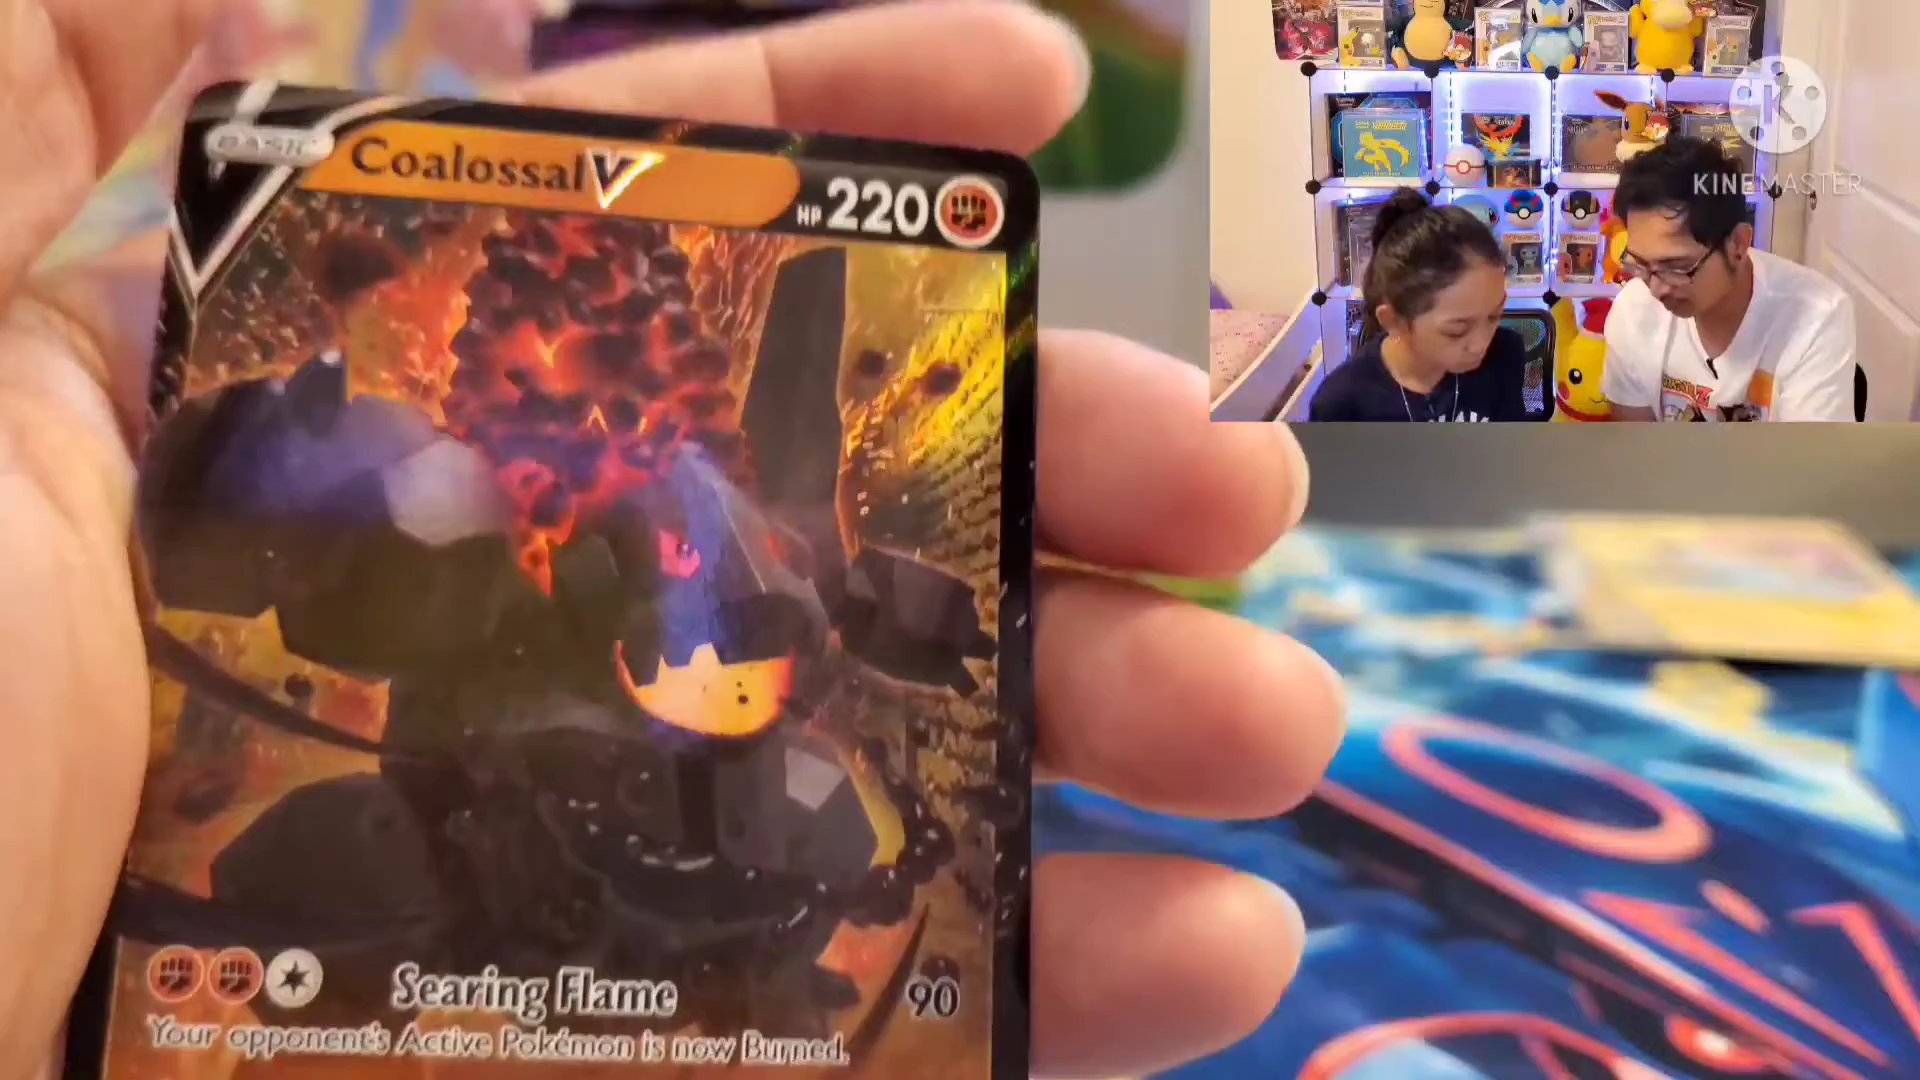 BASIC
Coalossal V
HP 220
KINEMASTER
Searing Flame 90
Your opponent's Active Pokémon is now Burned.